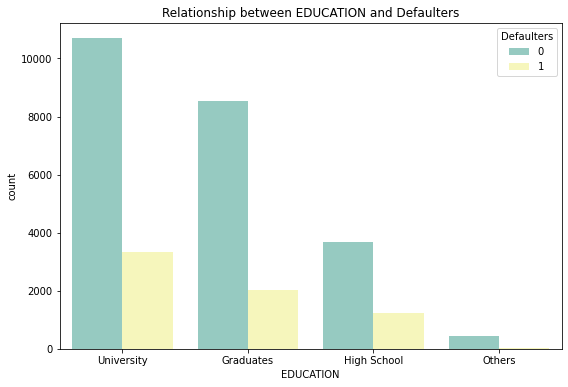 Relationship between EDUCATION and Defaulters
Defaulters
0
1
10000
8000
6000
4000
2000
0
count
University Graduates High School Others
EDUCATION